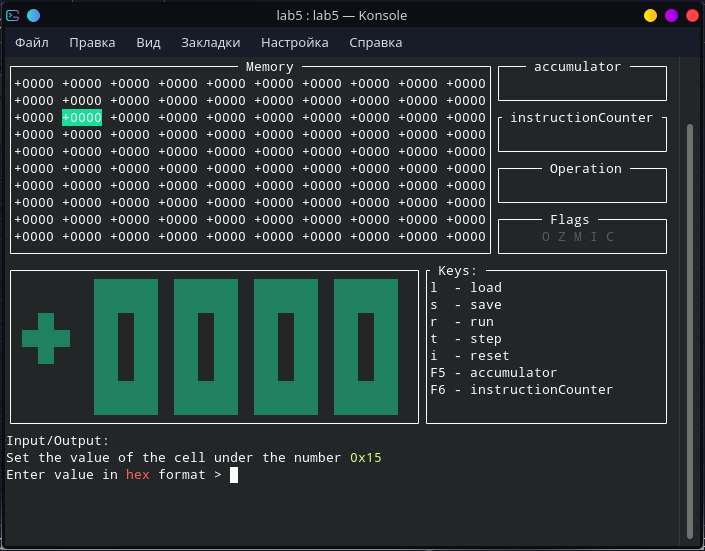 lab5 : lab5 — Konsole
Файл Правка Вид Закладки Настройка Справка
Memory
+0000 +0000 +0000 +0000 +0000 +0000 +0000 +0000 +0000 +0000
+0000 +0000 +0000 +0000 +0000 +0000 +0000 +0000 +0000 +0000
+0000 +0000 +0000 +0000 +0000 +0000 +0000 +0000 +0000 +0000
+0000 +0000 +0000 +0000 +0000 +0000 +0000 +0000 +0000 +0000
+0000 +0000 +0000 +0000 +0000 +0000 +0000 +0000 +0000 +0000
+0000 +0000 +0000 +0000 +0000 +0000 +0000 +0000 +0000 +0000
+0000 +0000 +0000 +0000 +0000 +0000 +0000 +0000 +0000 +0000
+0000 +0000 +0000 +0000 +0000 +0000 +0000 +0000 +0000 +0000
+0000 +0000 +0000 +0000 +0000 +0000 +0000 +0000 +0000 +0000
+0000 +0000 +0000 +0000 +0000 +0000 +0000 +0000 +0000 +0000
accumulator
instructionCounter
Operation
Flags
O Z M I C
+0000
Keys:
l - load
s - save
r - run
t - step
i - reset
F5 - accumulator
F6 - instructionCounter
Input/Output:
Set the value of the cell under the number 0x15
Enter value in hex format >